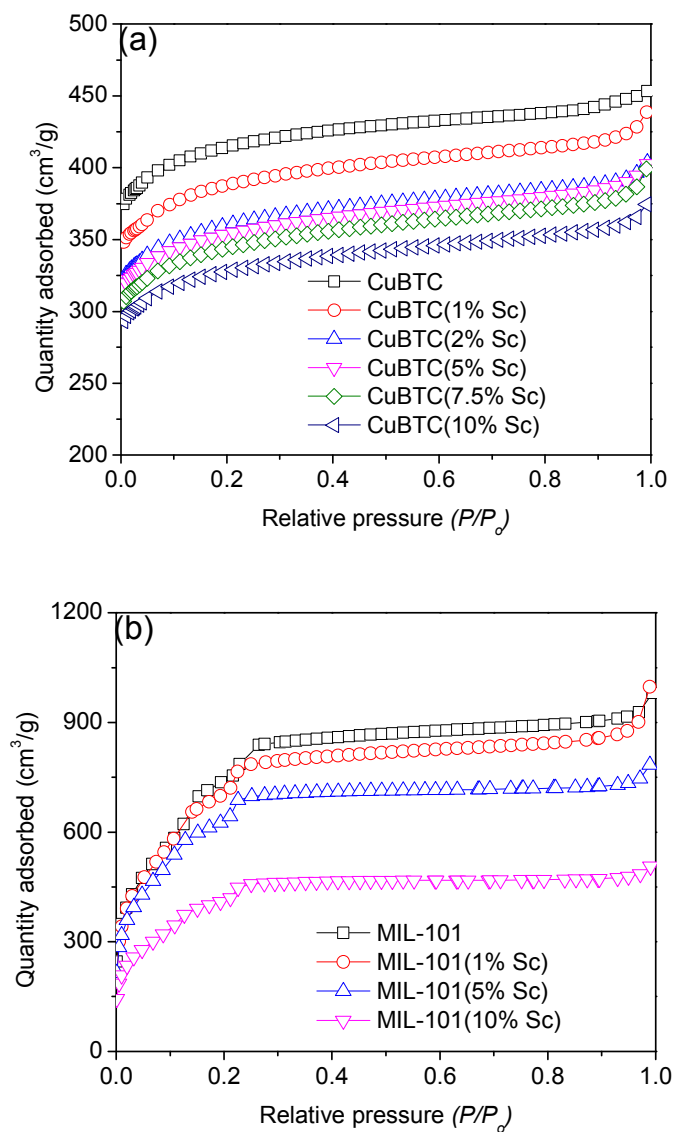 (a)
500
450
400
350
300
250
200
Quantity adsorbed (cm³/g)
CuBTC
CuBTC(1% Sc)
CuBTC(2% Sc)
CuBTC(5% Sc)
CuBTC(7.5% Sc)
CuBTC(10% Sc)
0.0 0.2 0.4 0.6 0.8 1.0
Relative pressure (P/Pₒ)
(b)
1200
900
600
300
0
Quantity adsorbed (cm³/g)
MIL-101
MIL-101(1% Sc)
MIL-101(5% Sc)
MIL-101(10% Sc)
0.0 0.2 0.4 0.6 0.8 1.0
Relative pressure (P/Pₒ)